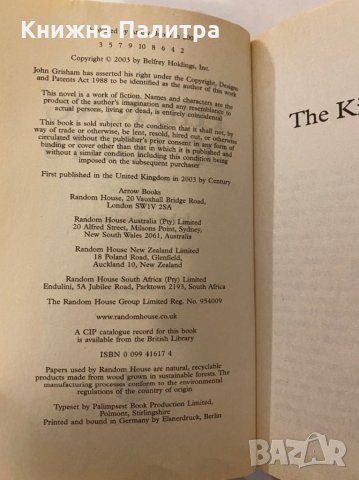 Книжна Палитра
3 5 7 9 10 8 6 4 2
Copyright © 2003 by Belfrey Holdings, Inc.
John Grisham has asserted his right under the Copyright, Designs
and Patents Act 1988 to be identified as the author of this work
This novel is a work of fiction. Names and characters are the
product of the author's imagination and any resemblance to
actual persons, living or dead, is entirely coincidental
This book is sold subject to the condition that it shall not, by
way of trade or otherwise, be lent, resold, hired out, or otherwise
circulated without the publisher's prior consent in any form of
binding or cover other than that in which it is published and
without a similar condition including this condition being
imposed on the subsequent purchaser
First published in the United Kingdom in 2003 by Century
Arrow Books
Random House, 20 Vauxhall Bridge Road,
London SW1V 2SA
Random House Australia (Pty) Limited
20 Alfred Street, Milsons Point, Sydney,
New South Wales 2061, Australia
Random House New Zealand Limited
18 Poland Road, Glenfield,
Auckland 10, New Zealand
Random House South Africa (Pty) Limited
Endulini, 5A Jubilee Road, Parktown 2193, South Africa
The Random House Group Limited Reg. No. 954009
www.randomhouse.co.uk
A CIP catalogue record for this book
is available from the British Library
ISBN 0 099 41617 4
Papers used by Random House are natural, recyclable
products made from wood grown in sustainable forests. The
manufacturing processes conform to the environmental
regulations of the country of origin
Typeset by Palimpsest Book Production Limited,
Polmont, Stirlingshire
Printed and bound in Germany by Elsnerdruck, Berlin
The Ki
BAZAR.bg